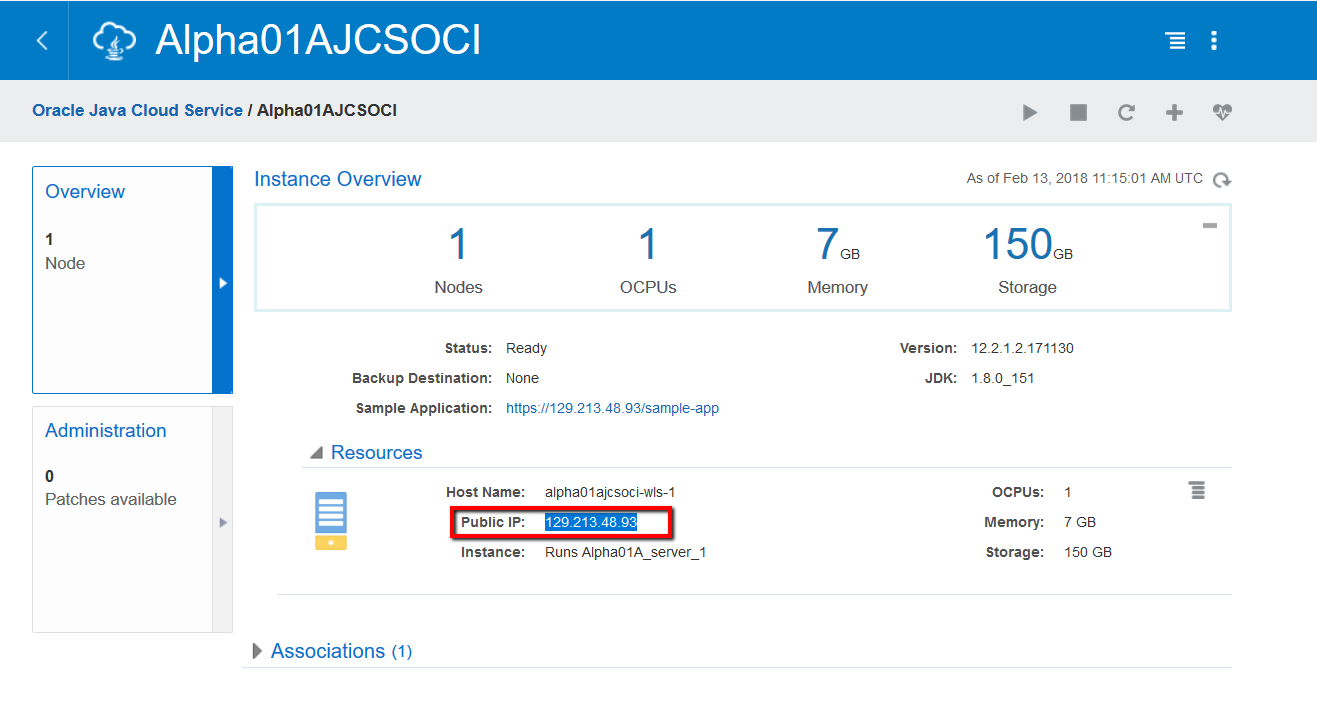 Alpha01AJCSOCI
Oracle Java Cloud Service / Alpha01AJCSOCI
Overview
1
Node
Administration
0
Patches available
Instance Overview
As of Feb 13, 2018 11:15:01 AM UTC
1
Nodes
1
OCPUs
7 GB
Memory
150 GB
Storage
Status: Ready
Backup Destination: None
Sample Application: https://129.213.48.93/sample-app
Version: 12.2.1.2.171130
JDK: 1.8.0_151
Resources
Host Name: alpha01ajcsoci-wls-1
Public IP: 129.213.48.93
Instance: Runs Alpha01A_server_1
OCPUs: 1
Memory: 7 GB
Storage: 150 GB
Associations (1)